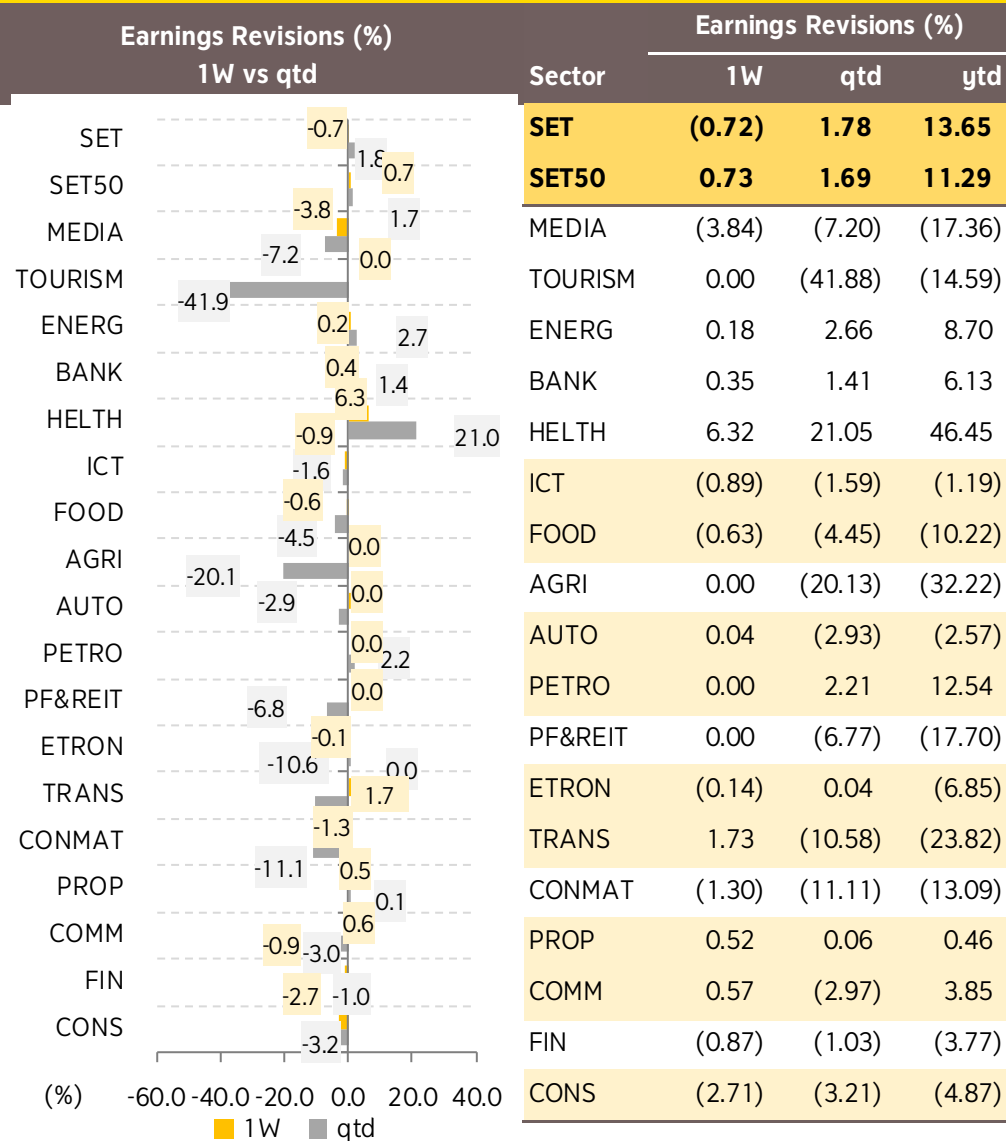 Earnings Revisions (%)
1W vs qtd
SET
-0.7
1.8
SET50
0.7
1.7
MEDIA
-3.8
-7.2
TOURISM
0.0
-41.9
ENERG
0.2
2.7
BANK
0.4
1.4
HELTH
6.3
21.0
ICT
-0.9
-1.6
FOOD
-0.6
-4.5
AGRI
0.0
-20.1
AUTO
0.0
-2.9
PETRO
0.0
2.2
PF&REIT
0.0
-6.8
ETRON
-0.1
0.0
TRANS
1.7
-10.6
CONMAT
-1.3
-11.1
PROP
0.5
0.1
COMM
0.6
-3.0
FIN
-0.9
-1.0
CONS
-2.7
-3.2
(%) -60.0 -40.0 -20.0 0.0 20.0 40.0
1W qtd
Earnings Revisions (%)
Sector 1W qtd ytd
SET (0.72) 1.78 13.65
SET50 0.73 1.69 11.29
MEDIA (3.84) (7.20) (17.36)
TOURISM 0.00 (41.88) (14.59)
ENERG 0.18 2.66 8.70
BANK 0.35 1.41 6.13
HELTH 6.32 21.05 46.45
ICT (0.89) (1.59) (1.19)
FOOD (0.63) (4.45) (10.22)
AGRI 0.00 (20.13) (32.22)
AUTO 0.04 (2.93) (2.57)
PETRO 0.00 2.21 12.54
PF&REIT 0.00 (6.77) (17.70)
ETRON (0.14) 0.04 (6.85)
TRANS 1.73 (10.58) (23.82)
CONMAT (1.30) (11.11) (13.09)
PROP 0.52 0.06 0.46
COMM 0.57 (2.97) 3.85
FIN (0.87) (1.03) (3.77)
CONS (2.71) (3.21) (4.87)